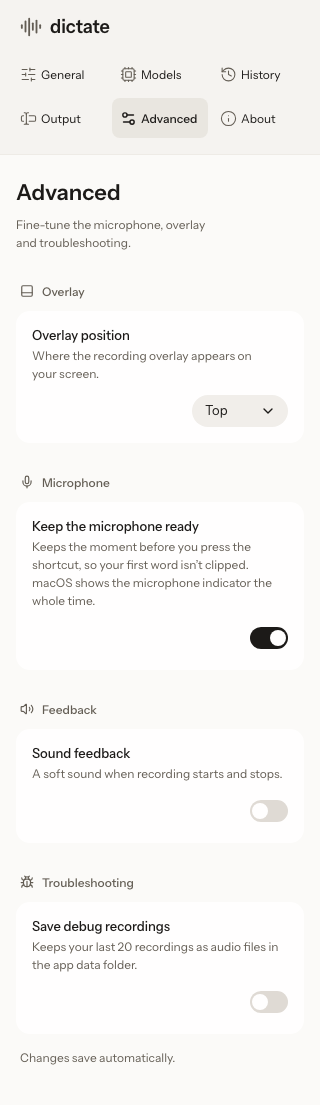 dictate
General
Models
History
Output
Advanced
About
Advanced
Fine-tune the microphone, overlay
and troubleshooting.
Overlay
Overlay position
Where the recording overlay appears on
your screen.
Top
Microphone
Keep the microphone ready
Keeps the moment before you press the
shortcut, so your first word isn't clipped.
macOS shows the microphone indicator the
whole time.
Feedback
Sound feedback
A soft sound when recording starts and stops.
Troubleshooting
Save debug recordings
Keeps your last 20 recordings as audio files in
the app data folder.
Changes save automatically.